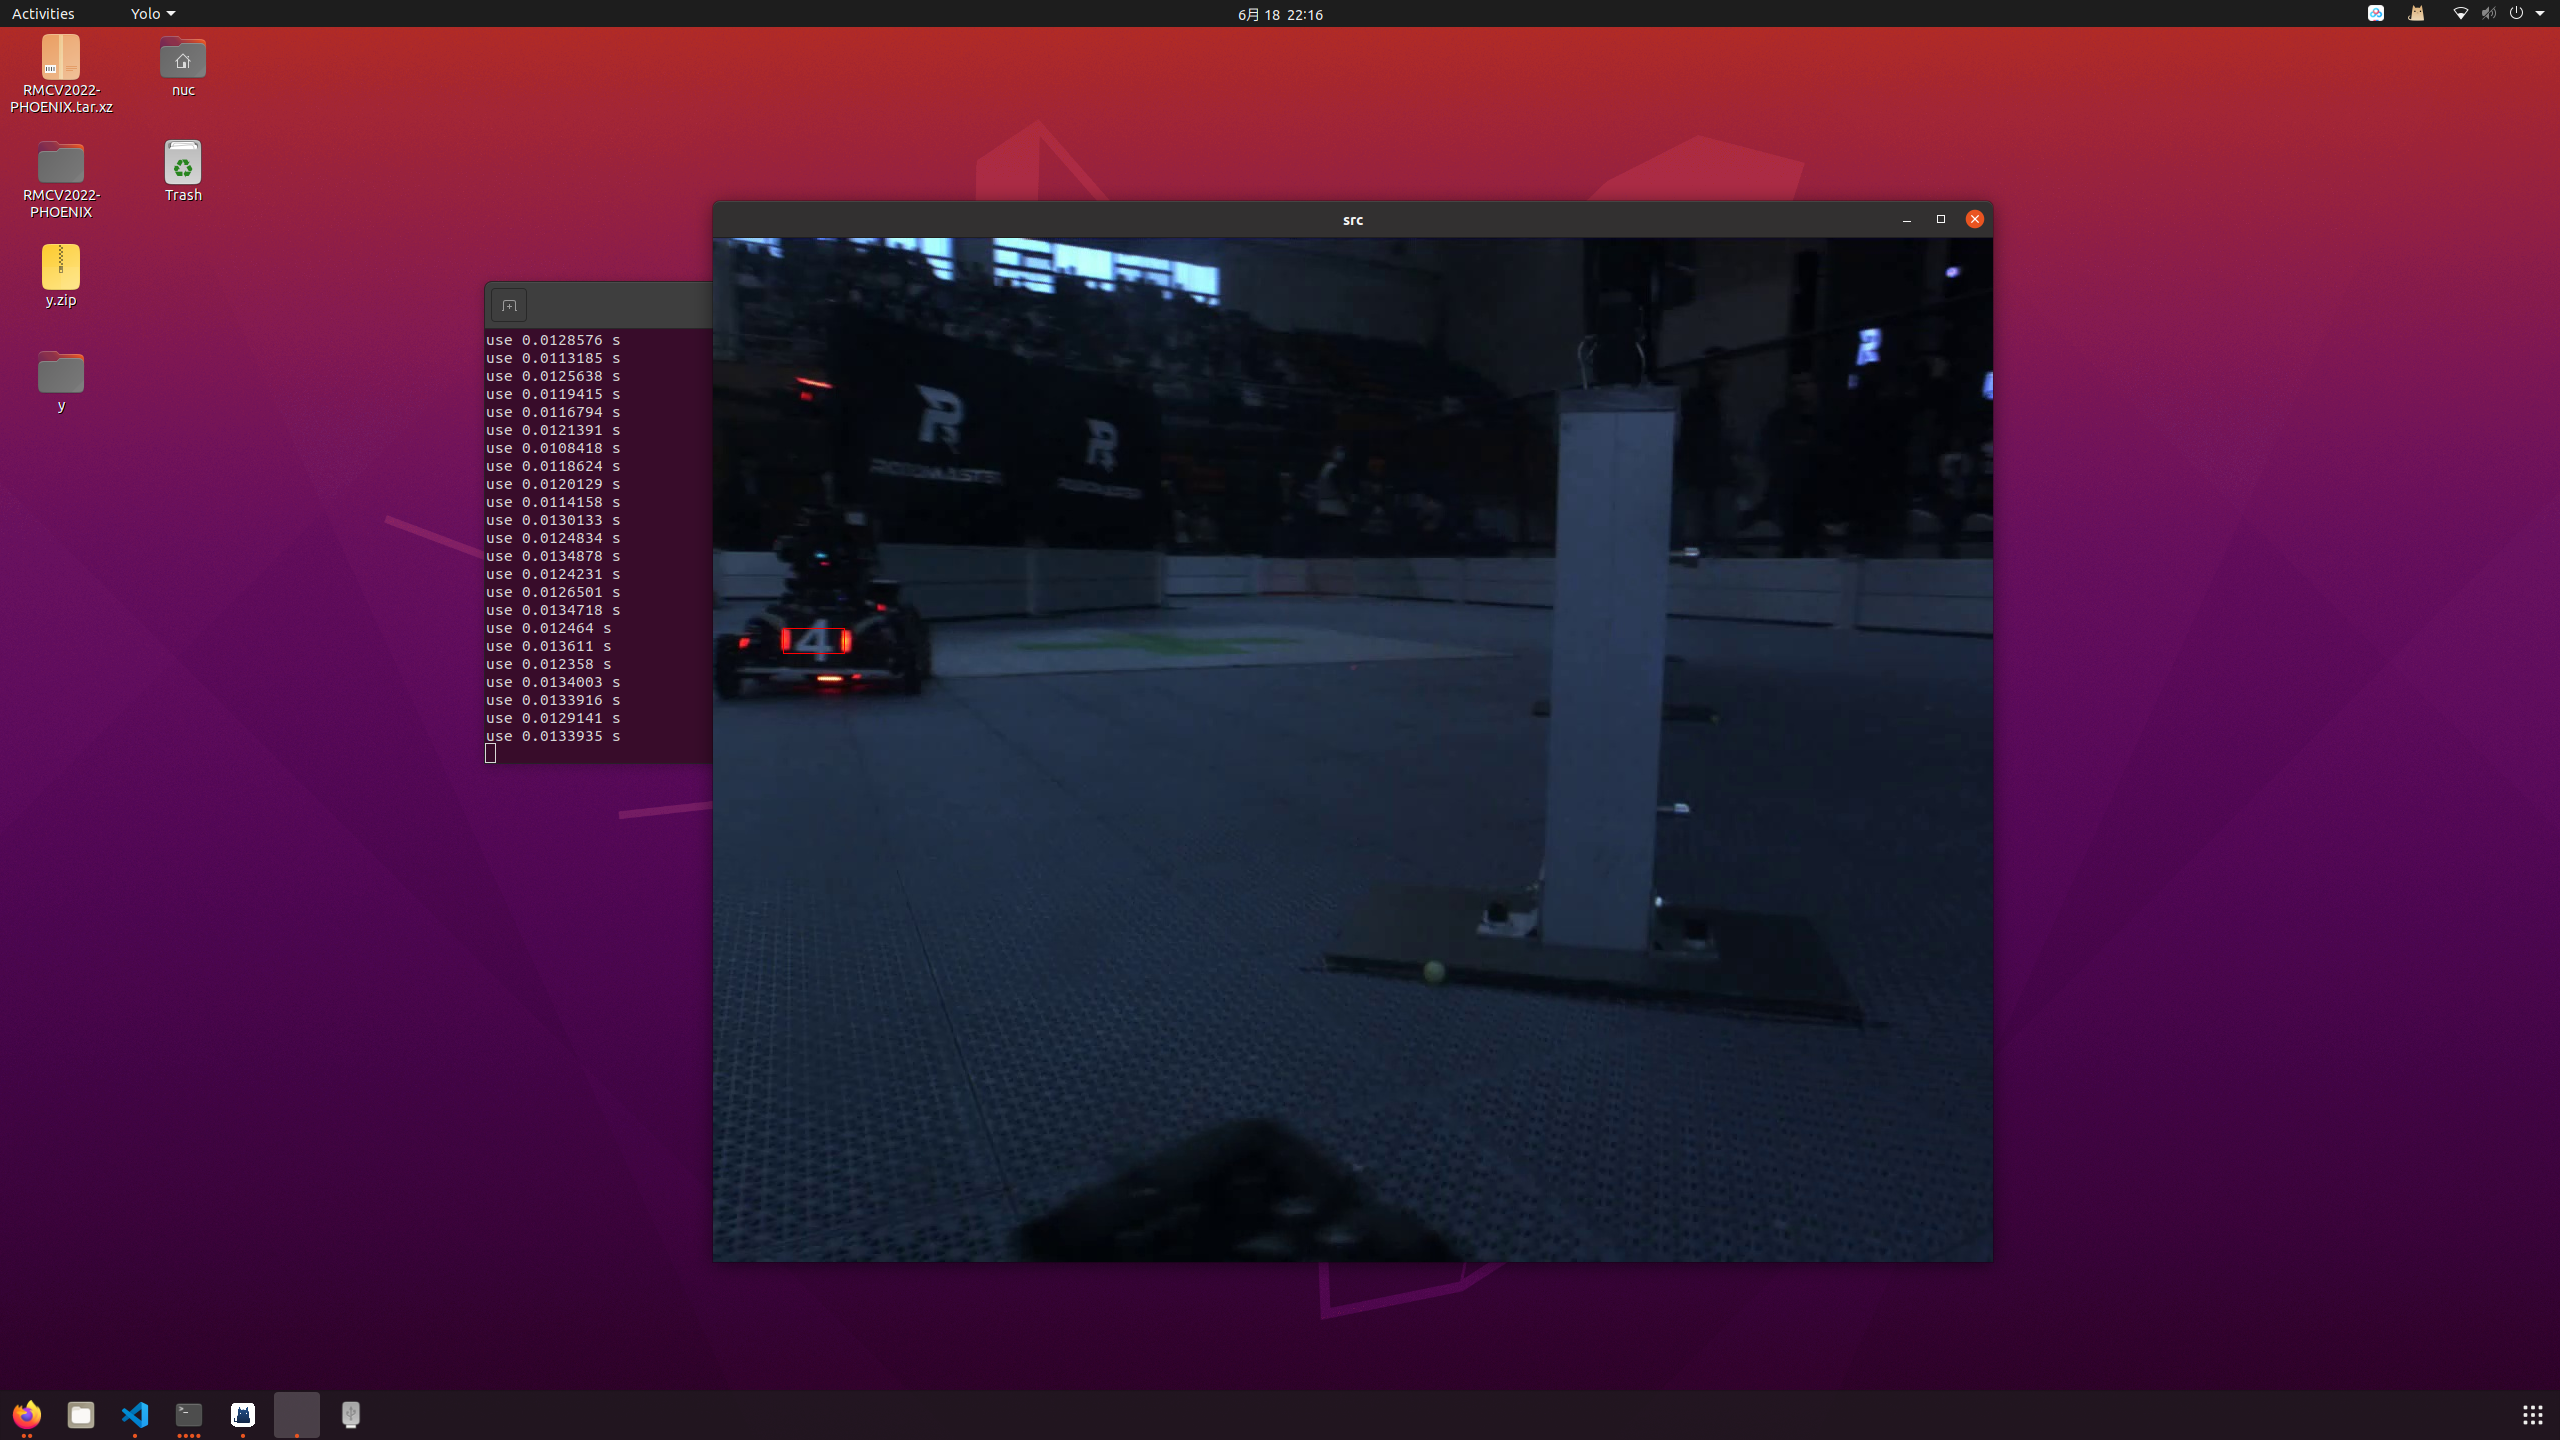 Activities
Yolo
6月 18 22:16
RMCV2022-
PHOENIX.tar.xz
nuc
RMCV2022-
PHOENIX
Trash
y.zip
y
src
use 0.0128576 s
use 0.0113185 s
use 0.0125638 s
use 0.0119415 s
use 0.0116794 s
use 0.0121391 s
use 0.0108418 s
use 0.0118624 s
use 0.0120129 s
use 0.0114158 s
use 0.0130133 s
use 0.0124834 s
use 0.0134878 s
use 0.0124231 s
use 0.0126501 s
use 0.0134718 s
use 0.012464 s
use 0.013611 s
use 0.012358 s
use 0.0134003 s
use 0.0133916 s
use 0.0129141 s
use 0.0133935 s
4